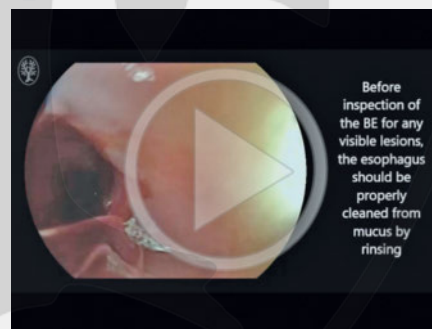 Before
inspection of
the BE for any
visible lesions,
the esophagus
should be
properly
cleaned from
mucus by
rinsing